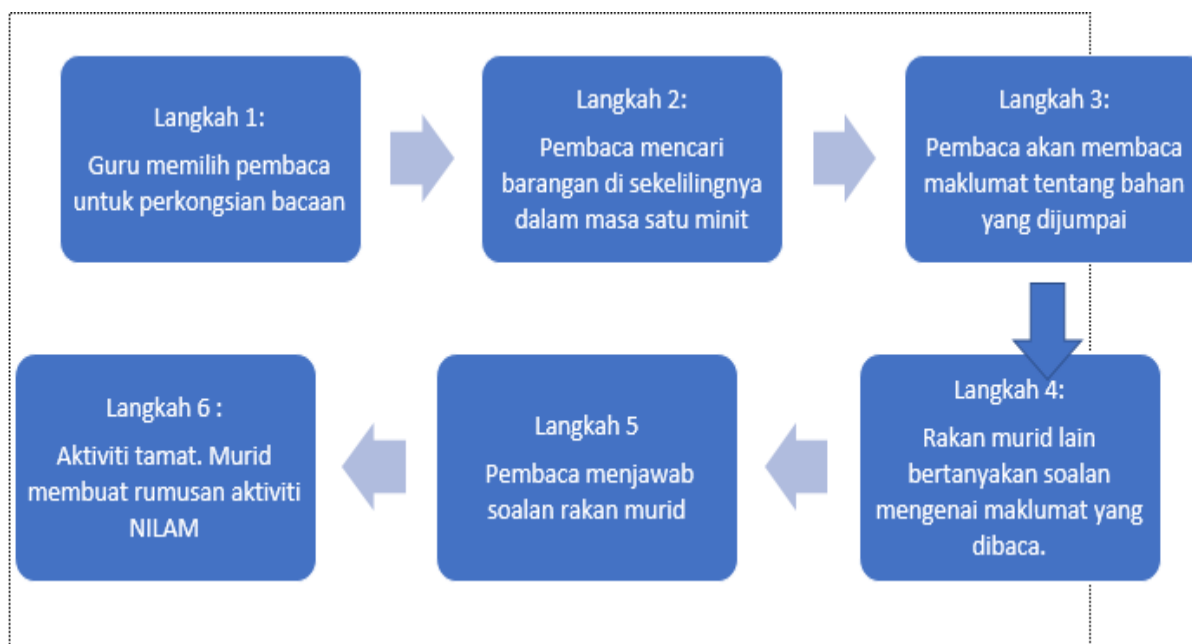 Langkah 1:
Guru memilih pembaca
untuk perkongsian bacaan
Langkah 2:
Pembaca mencari
barangan di sekelilingnya
dalam masa satu minit
Langkah 3:
Pembaca akan membaca
maklumat tentang bahan
yang dijumpai
Langkah 4:
Rakan murid lain
bertanyakan soalan
mengenai maklumat yang
dibaca.
Langkah 5
Pembaca menjawab
soalan rakan murid
Langkah 6 :
Aktiviti tamat. Murid
membuat rumusan aktiviti
NILAM